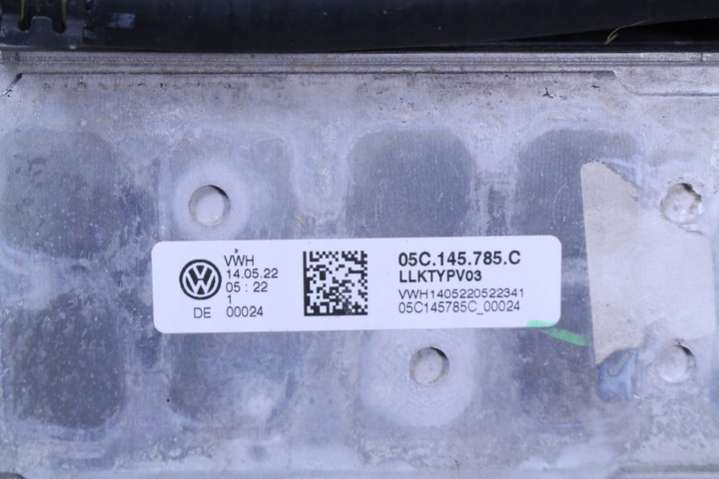 VWH
14.05.22
05 : 22
1
DE 00024
05C.145.785.C
LLKTYPV03
VWH1405220522341
05C145785C_00024